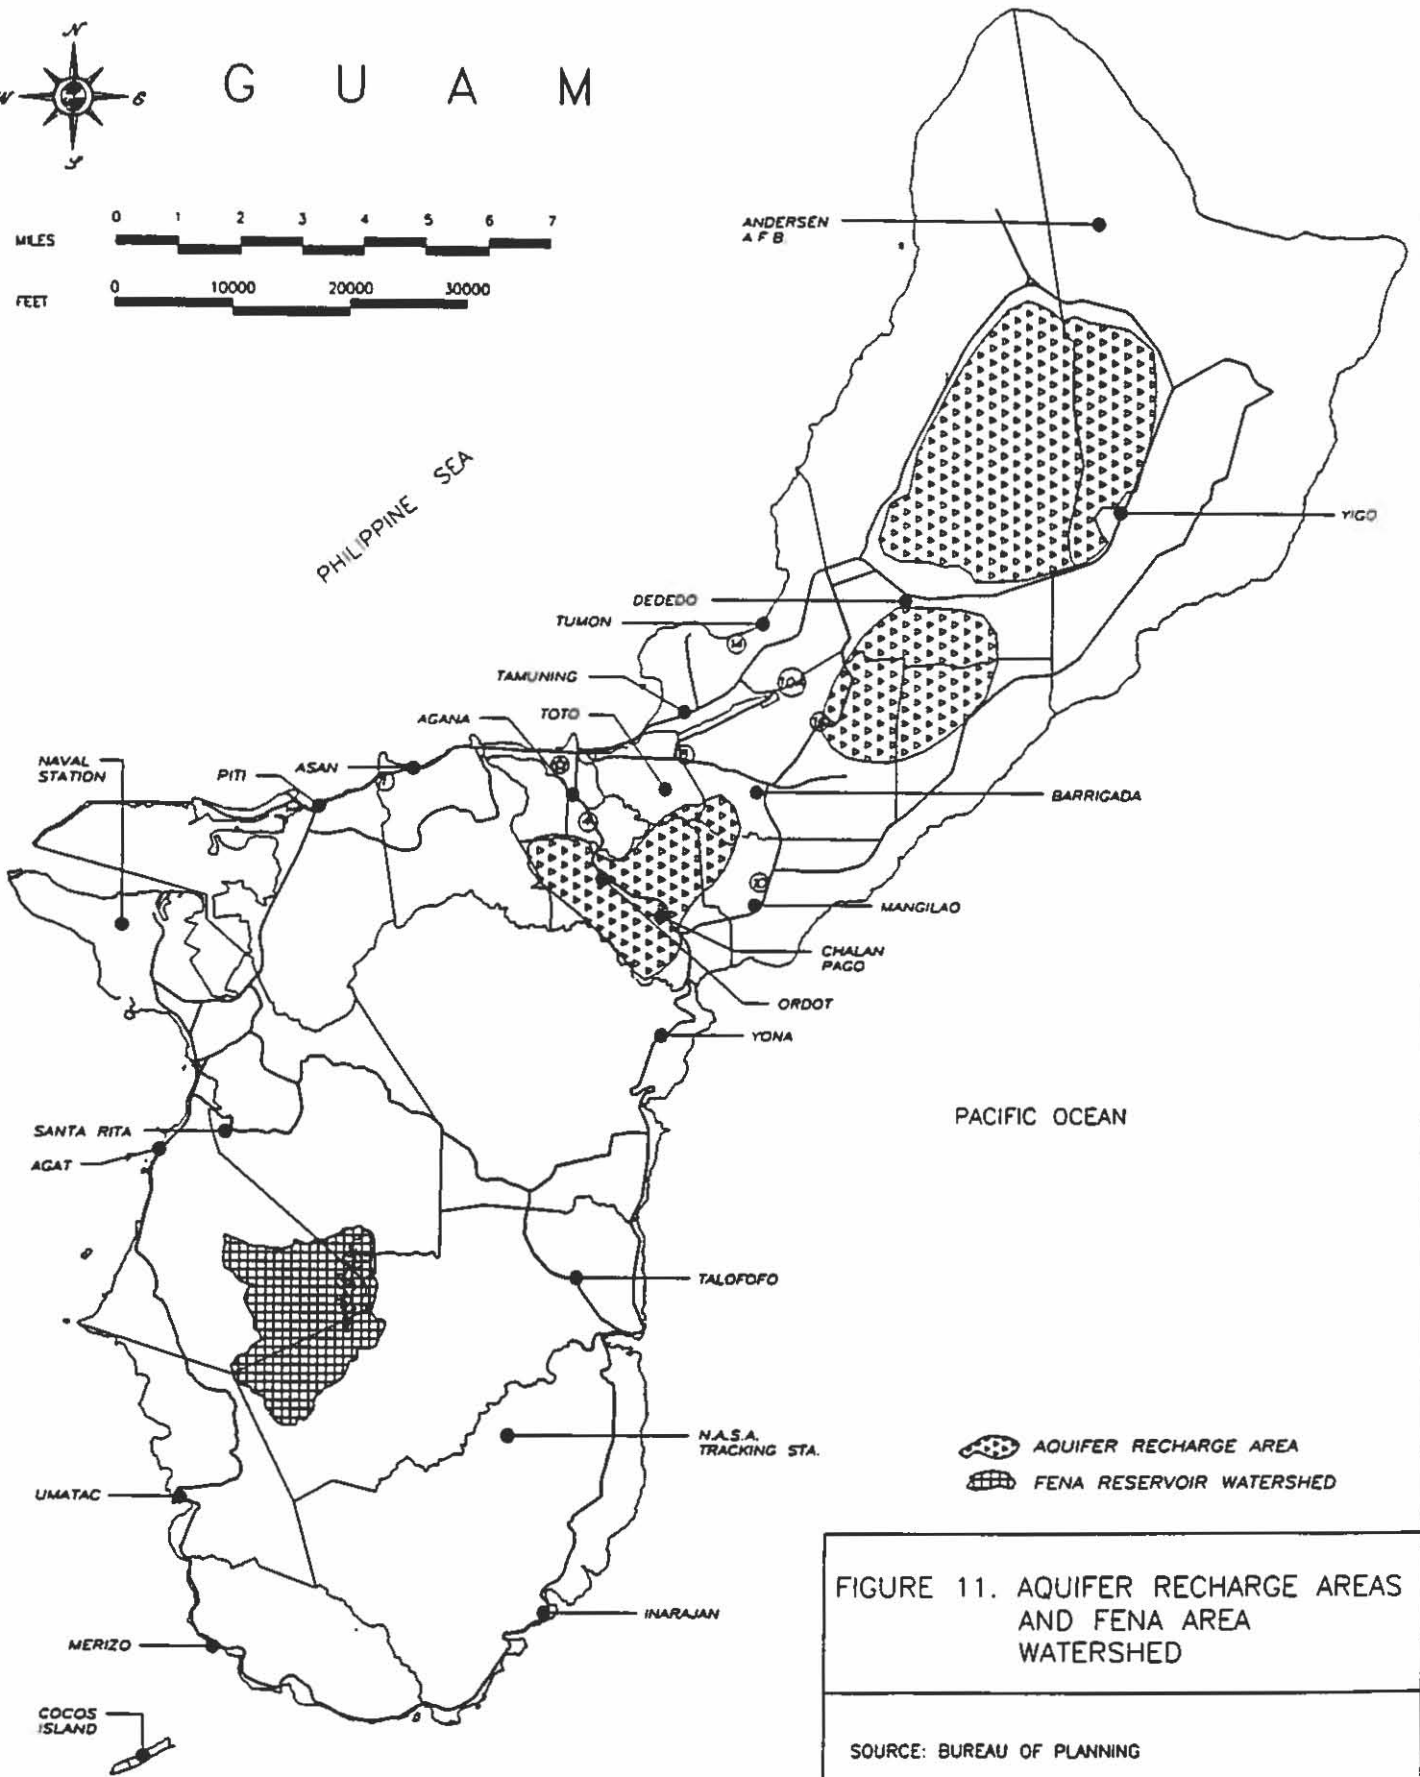 N
W
S
G U A M
0 1 2 3 4 5 6 7
MILES
0 10000 20000 30000
FEET
ANDERSEN
A F B
PHILIPPINE SEA
YIGO
DEDEDO
TUMON
TAMUNING
AGANA
TOTO
NAVAL
STATION
PITI
ASAN
BARRIGADA
MANGILAO
CHALAN
PAGO
ORDOT
YONA
PACIFIC OCEAN
SANTA RITA
AGAT
TALOFOFO
N.A.S.A.
TRACKING STA.
AQUIFER RECHARGE AREA
FENA RESERVOIR WATERSHED
UMATAC
INARAJAN
MERIZO
COCOS
ISLAND
FIGURE 11. AQUIFER RECHARGE AREAS
AND FENA AREA
WATERSHED
SOURCE: BUREAU OF PLANNING